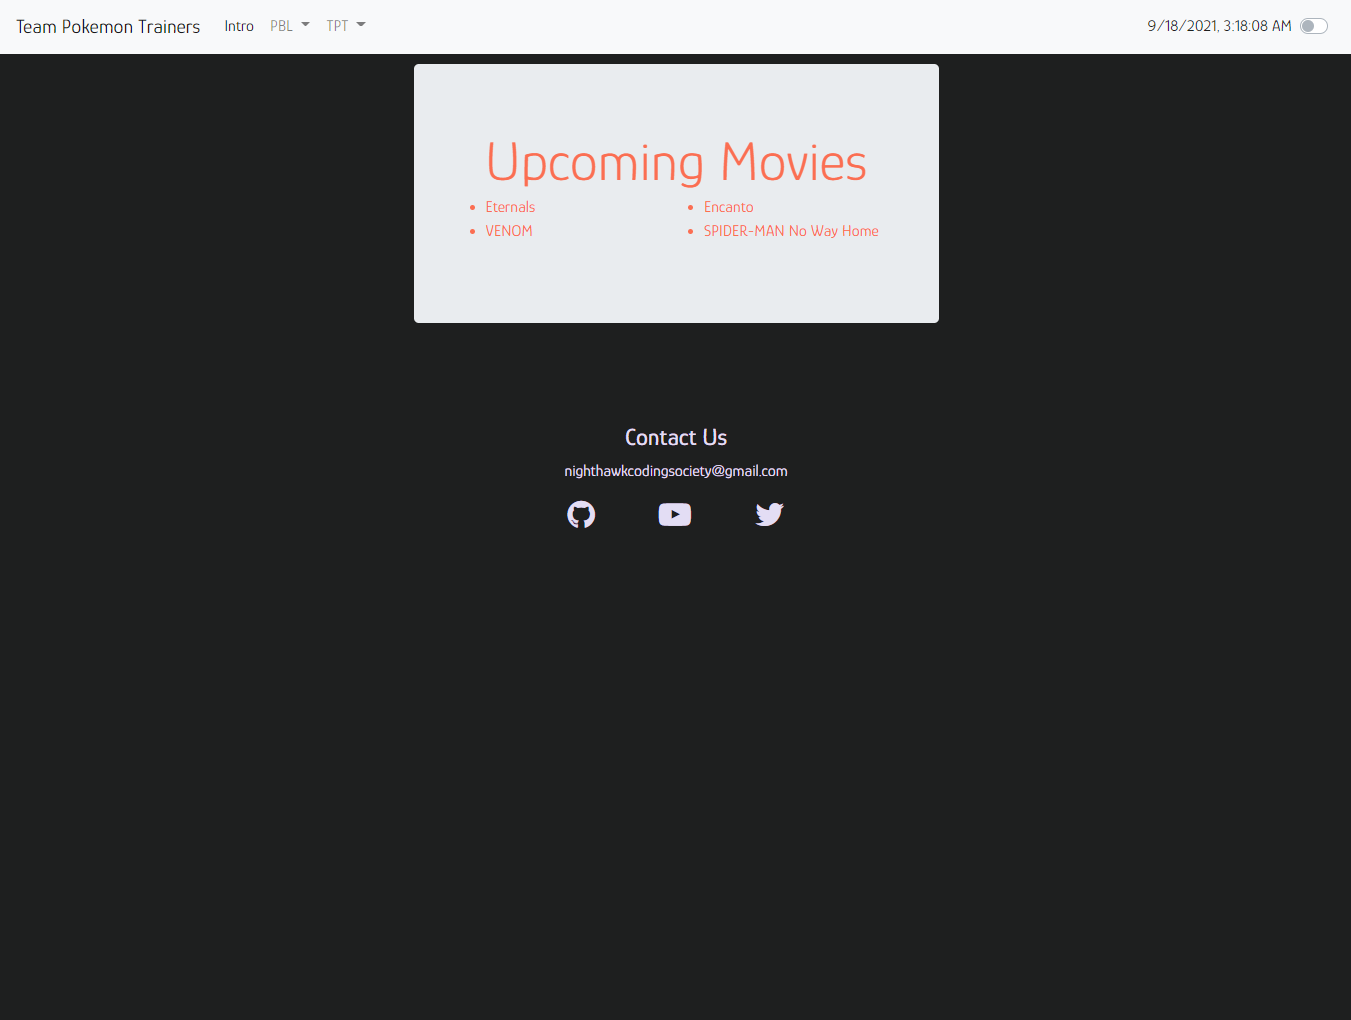 Team Pokemon Trainers Intro PBL TPT 9/18/2021, 3:18:08 AM
Upcoming Movies
Eternals
VENOM
Encanto
SPIDER-MAN No Way Home
Contact Us
nighthawkcodingsociety@gmail.com